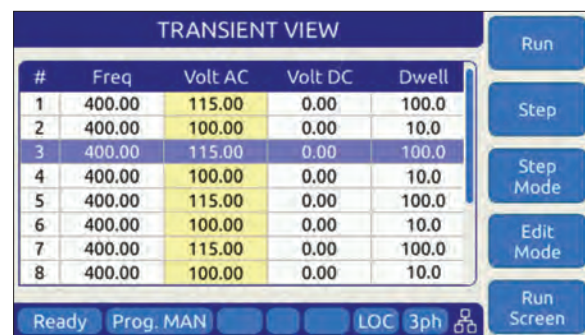 TRANSIENT VIEW
# Freq Volt AC Volt DC Dwell
1 400.00 115.00 0.00 100.0
2 400.00 100.00 0.00 10.0
3 400.00 115.00 0.00 100.0
4 400.00 100.00 0.00 10.0
5 400.00 115.00 0.00 100.0
6 400.00 100.00 0.00 10.0
7 400.00 115.00 0.00 100.0
8 400.00 100.00 0.00 10.0
Ready Prog. MAN LOC 3ph
Run
Step
Step
Mode
Edit
Mode
Run
Screen